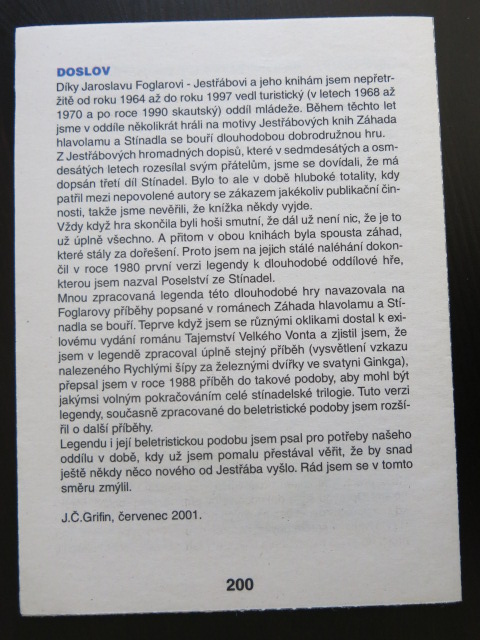 DOSLOV
Díky Jaroslavu Foglarovi - Jestřábovi a jeho knihám jsem nepřetr-
žitě od roku 1964 až do roku 1997 vedl turistický (v letech 1968 až
1970 a po roce 1990 skautský) oddíl mládeže. Během těchto let
jsme v oddíle několikrát hráli na motivy Jestřábových knih Záhada
hlavolamu a Stínadla se bouří dlouhodobou dobrodružnou hru.
Z Jestřábových hromadných dopisů, které v sedmdesátých a osm-
desátých letech rozesílal svým přátelům, jsme se dovídali, že má
dopsán třetí díl Stínadel. Bylo to ale v době hluboké totality, kdy
patřil mezi nepovolené autory se zákazem jakékoliv publikační čin-
nosti, takže jsme nevěřili, že knížka někdy vyjde.
Vždy když hra skončila byli hoši smutní, že dál už není nic, že je to
už úplně všechno. A přitom v obou knihách byla spousta záhad,
které stály za dořešení. Proto jsem na jejich stálé naléhání dokon-
čil v roce 1980 první verzi legendy k dlouhodobé oddílové hře,
kterou jsem nazval Poselství ze Stínadel.
Mnou zpracovaná legenda této dlouhodobé hry navazovala na
Foglarovy příběhy popsané v románech Záhada hlavolamu a Stí-
nadla se bouří. Teprve když jsem se různými oklikami dostal k exi-
lovému vydání románu Tajemství Velkého Vonta a zjistil jsem, že
jsem v legendě zpracoval úplně stejný příběh (vysvětlení vzkazu
nalezeného Rychlými šípy za železnými dvířky ve svatyni Ginkga),
přepsal jsem v roce 1988 příběh do takové podoby, aby mohl být
jakýmsi volným pokračováním celé stínadelské trilogie. Tuto verzi
legendy, současně zpracované do beletristické podoby jsem rozší-
řil o další příběhy.
Legendu i její beletristickou podobu jsem psal pro potřeby našeho
oddílu v době, kdy už jsem pomalu přestával věřit, že by snad
ještě někdy něco nového od Jestřába vyšlo. Rád jsem se v tomto
směru zmýlil.
J.Č.Grifin, červenec 2001.
200